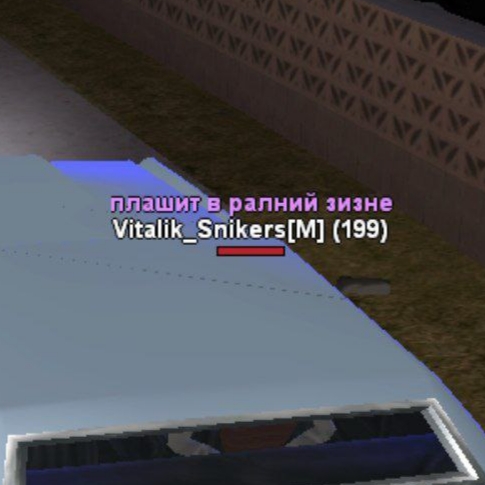 плашит в ралний зизне
Vitalik_Snikers[M] (199)